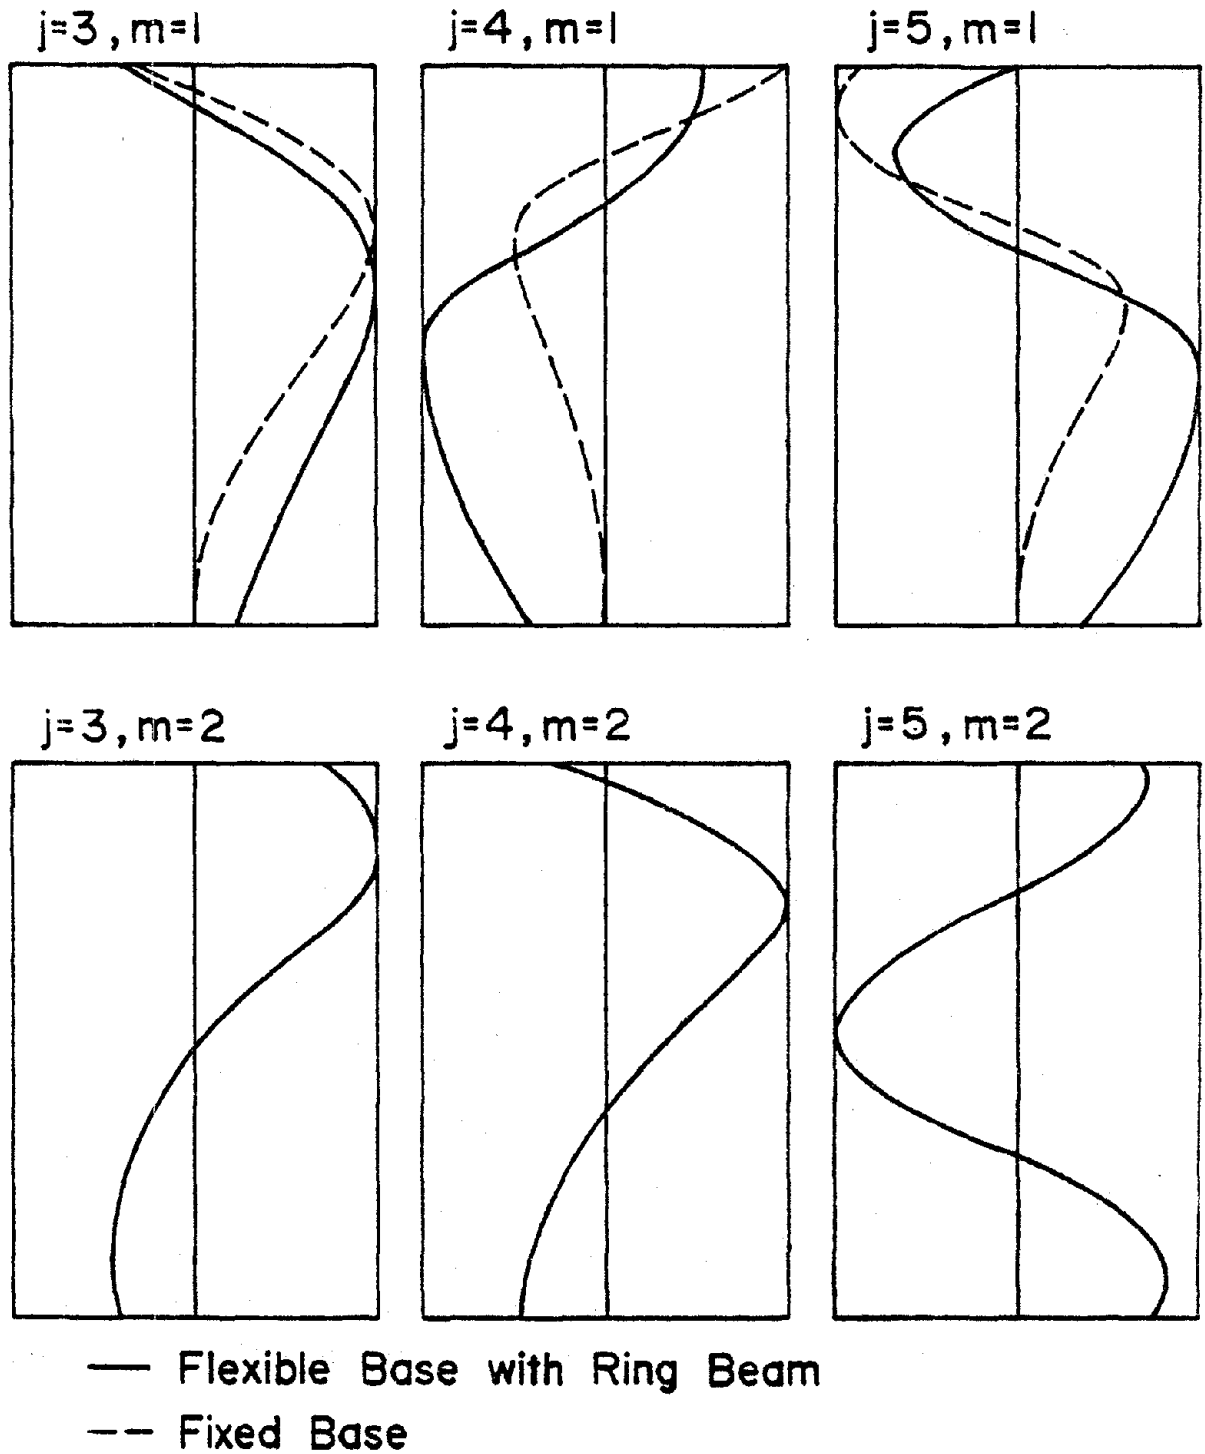 j=3, m=1
j=4, m=1
j=5, m=1
j=3, m=2
j=4, m=2
j=5, m=2
Flexible Base with Ring Beam
Fixed Base